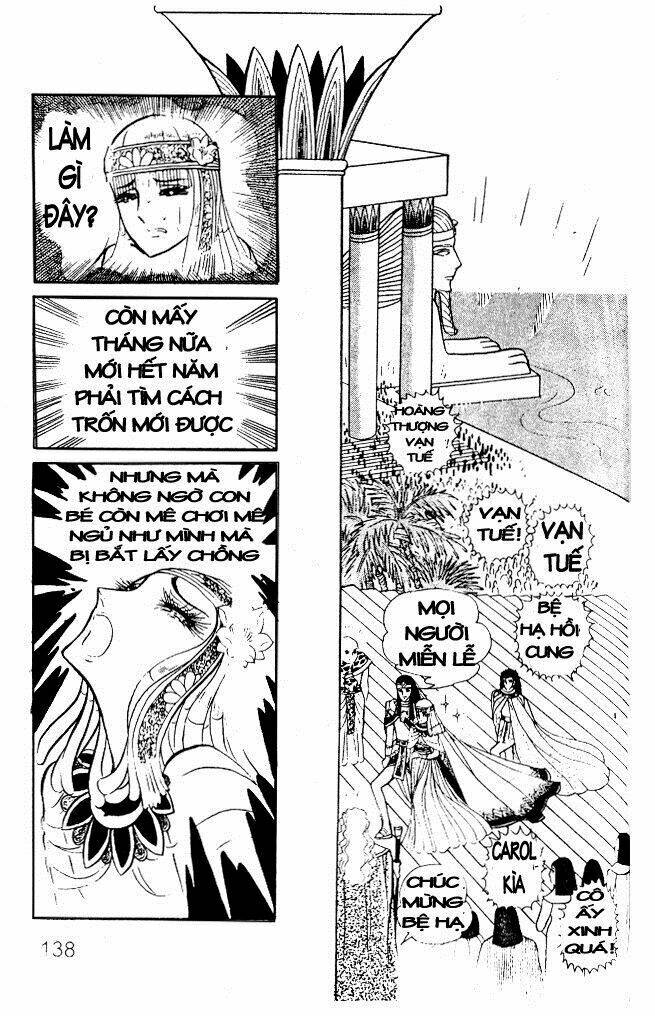 HOÀNG
THƯỢNG
VẠN
TUẾ
VẠN
TUẾ!
VẠN
TUẾ
BỆ
HẠ HỒI
CUNG
MỌI
NGƯỜI
MIỄN LỄ
CAROL
KÌA
CHÚC
MỪNG
BỆ HẠ
CÔ
ẤY
XINH
QUÁ!
LÀM
GÌ
ĐÂY?
CÒN MẤY
THÁNG NỮA
MỚI HẾT NĂM
PHẢI TÌM CÁCH
TRỐN MỚI ĐƯỢC
NHƯNG MÀ
KHÔNG NGỜ CON
BÉ CÒN MÊ CHƠI MÊ
NGỦ NHƯ MÌNH MÀ
BỊ BẮT LẤY CHỒNG
138